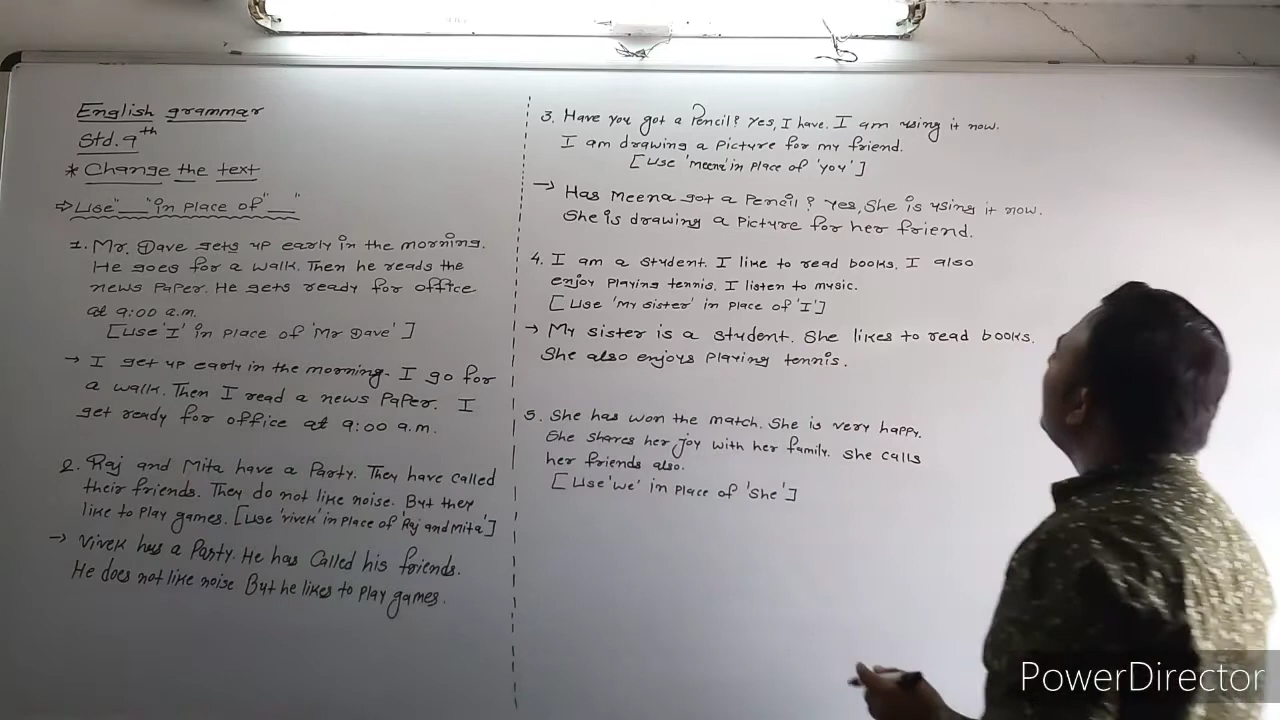 English grammar
Std. 9th
* Change the text
⇒ Use "___" in place of "___"
1. Mr. Dave gets up early in the morning.
He goes for a walk. Then he reads the
news paper. He gets ready for office
at 9:00 a.m.
[Use 'I' in place of 'Mr Dave']
→ I get up early in the morning. I go for
a walk. Then I read a news paper. I
get ready for office at 9:00 a.m.
2. Raj and Mita have a party. They have called
their friends. They do not like noise. But they
like to play games. [Use 'vivek' in place of 'Raj and Mita']
→ Vivek has a party. He has called his friends.
He does not like noise But he likes to play games.
3. Have you got a pencil? Yes, I have. I am using it now.
I am drawing a picture for my friend.
[Use 'meena' in place of 'you']
→ Has Meena got a pencil? Yes, She is using it now.
She is drawing a picture for her friend.
4. I am a student. I like to read books. I also
enjoy playing tennis. I listen to music.
[Use 'My sister' in place of 'I']
→ My sister is a student. She likes to read books.
She also enjoys playing tennis.
5. She has won the match. She is very happy.
She shares her joy with her family. She calls
her friends also.
[Use 'we' in place of 'she']
PowerDirector